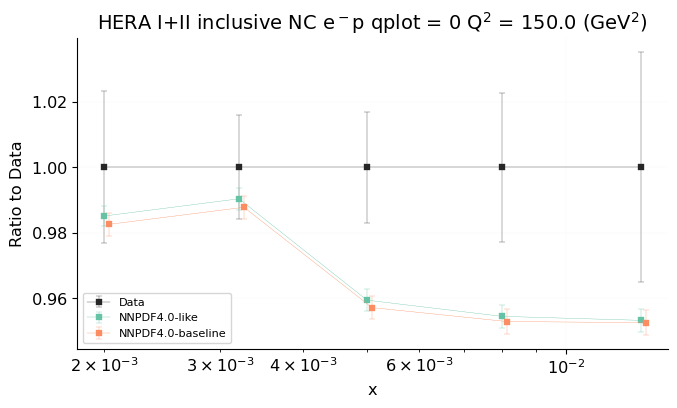 HERA I+II inclusive NC e⁻p qplot = 0 Q² = 150.0 (GeV²)
Ratio to Data
1.02
1.00
0.98
0.96
Data
NNPDF4.0-like
NNPDF4.0-baseline
2 × 10⁻³ 3 × 10⁻³ 4 × 10⁻³ 6 × 10⁻³ 10⁻²
x